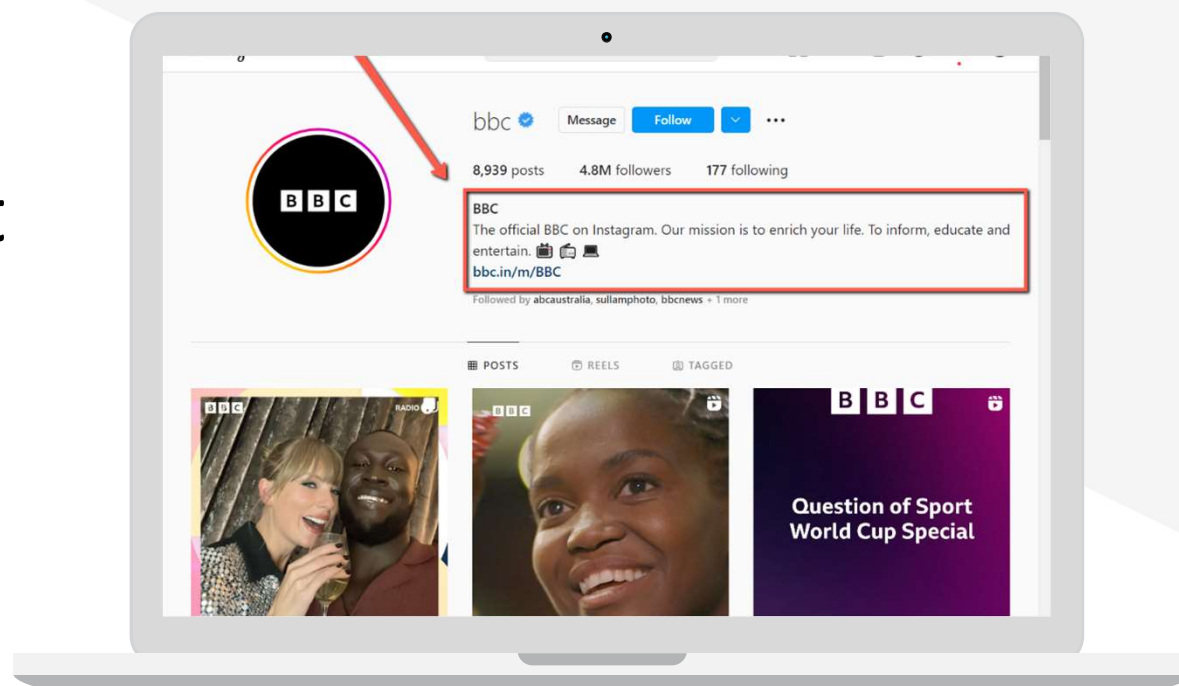 bbc Message Follow
8,939 posts 4.8M followers 177 following
BBC
BBC
The official BBC on Instagram. Our mission is to enrich your life. To inform, educate and
entertain.
bbc.in/m/BBC
Followed by abcaustralia, sullamphoto, bbcnews + 1 more
POSTS REELS TAGGED
BBC RADIO
BBC
BBC
Question of Sport
World Cup Special